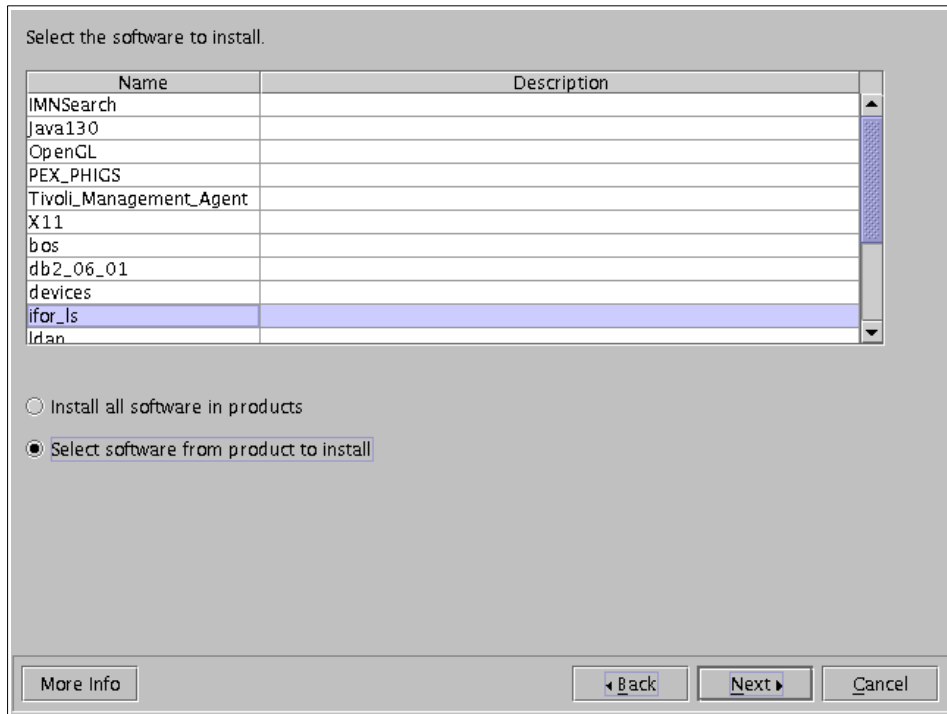 Select the software to install.
Name Description
IMNSearch
Java130
OpenGL
PEX_PHIGS
Tivoli_Management_Agent
X11
bos
db2_06_01
devices
ifor_ls
ldap
Install all software in products
Select software from product to install
More Info Back Next Cancel